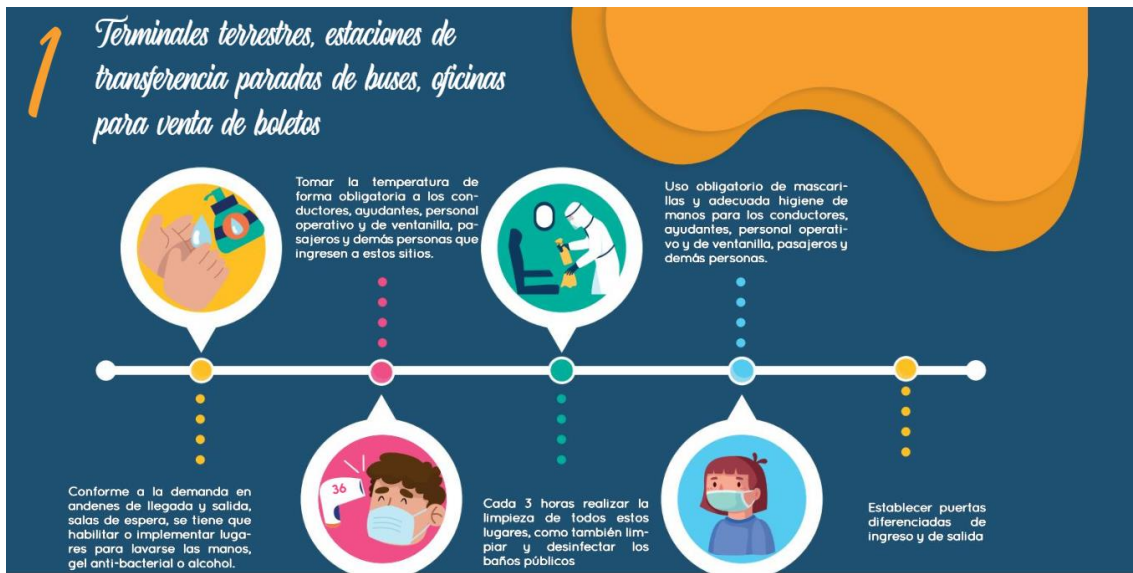 1
Terminales terrestres, estaciones de
transferencia paradas de buses, oficinas
para venta de boletos
Tomar la temperatura de
forma obligatoria a los con-
ductores, ayudantes, personal
operativo y de ventanilla, pa-
sajeros y demás personas que
ingresen a estos sitios.
Uso obligatorio de mascari-
llas y adecuada higiene de
manos para los conductores,
ayudantes, personal operati-
vo y de ventanilla, pasajeros y
demás personas.
Conforme a la demanda en
andenes de llegada y salida,
salas de espera, se tiene que
habilitar o implementar luga-
res para lavarse las manos,
gel anti-bacterial o alcohol.
36
Cada 3 horas realizar la
limpieza de todos estos
lugares, como también lim-
piar y desinfectar los
baños públicos
Establecer puertas
diferenciadas de
ingreso y de salida